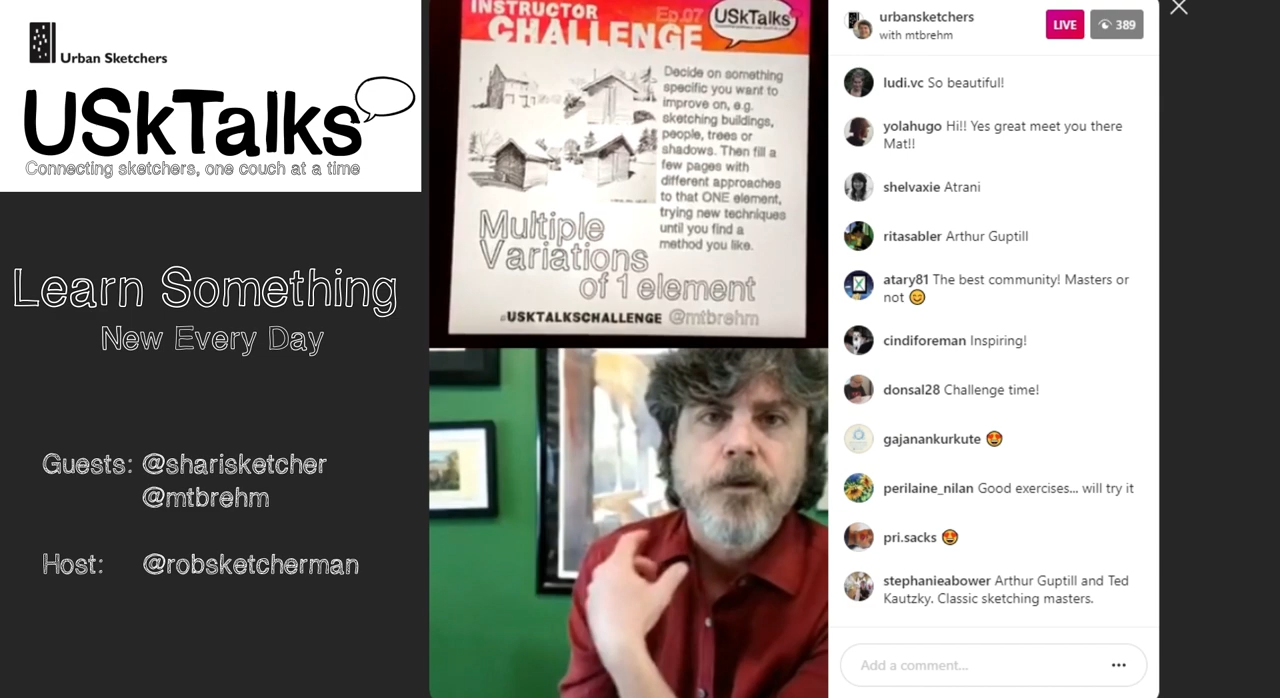 Urban Sketchers
USkTalks
Connecting sketchers, one couch at a time
Learn Something
New Every Day
Guests: @sharisketcher
@mtbrehm
Host: @robsketcherman
INSTRUCTOR Ep.07
CHALLENGE
USkTalks
Decide on something
specific you want to
improve on, e.g.
sketching buildings,
people, trees or
shadows. Then fill a
few pages with
different approaches
to that ONE element,
trying new techniques
until you find a
method you like.
Multiple
Variations
of 1 element
#USKTALKSCHALLENGE @mtbrehm
urbansketchers
with mtbrehm
LIVE 389
ludi.vc So beautiful!
yolahugo Hi!! Yes great meet you there
Mat!!
shelvaxie Atrani
ritasabler Arthur Guptill
atary81 The best community! Masters or
not 😊
cindiforeman Inspiring!
donsal28 Challenge time!
gajanankurkute 😍
perilaine_nilan Good exercises... will try it
pri.sacks 😍
stephanieabower Arthur Guptill and Ted
Kautzky. Classic sketching masters.
Add a comment...